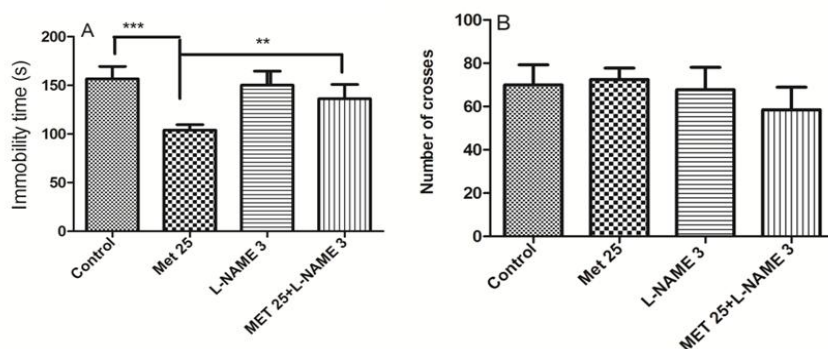 A
***
**
Immobility time (s)
200
150
100
50
0
Control
Met 25
L-NAME 3
MET 25+L-NAME 3
B
Number of crosses
100
80
60
40
20
0
Control
Met 25
L-NAME 3
MET 25+L-NAME 3